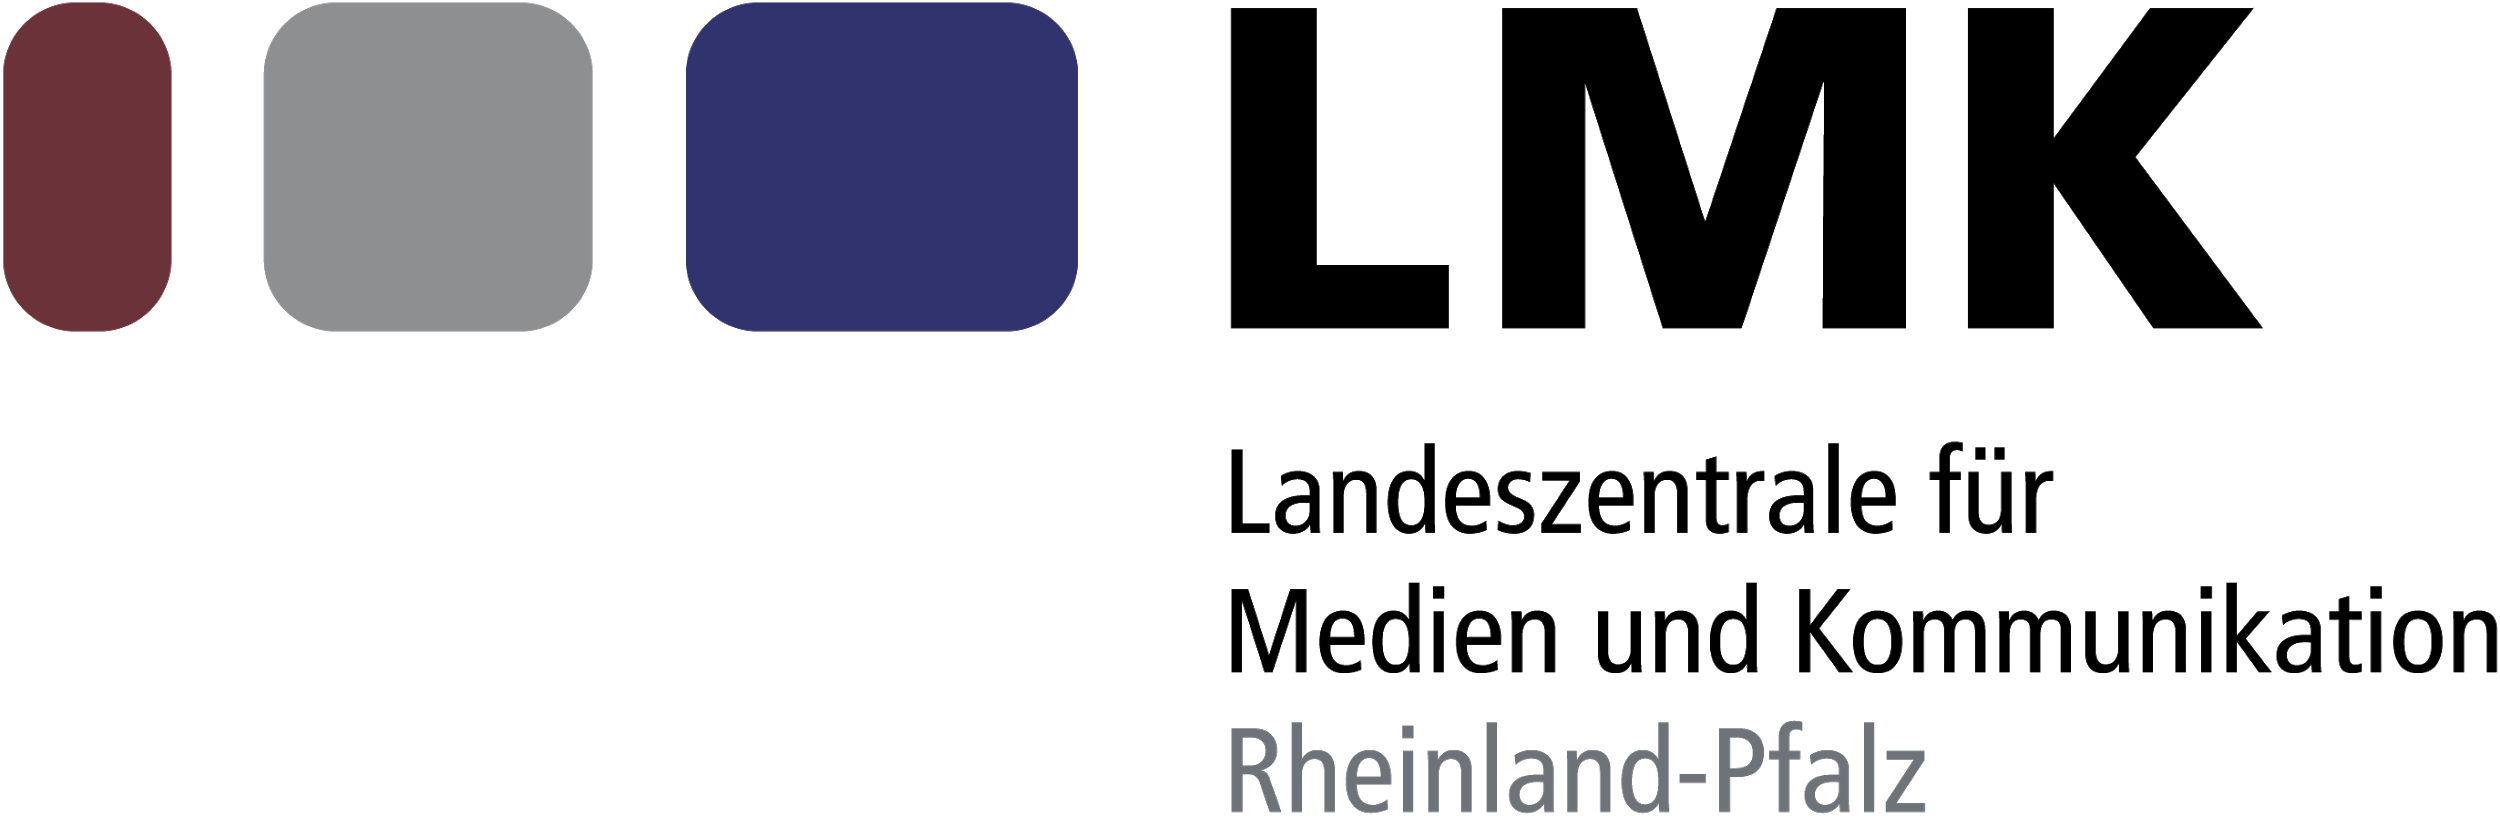 LMK
Landeszentrale für
Medien und Kommunikation
Rheinland-Pfalz